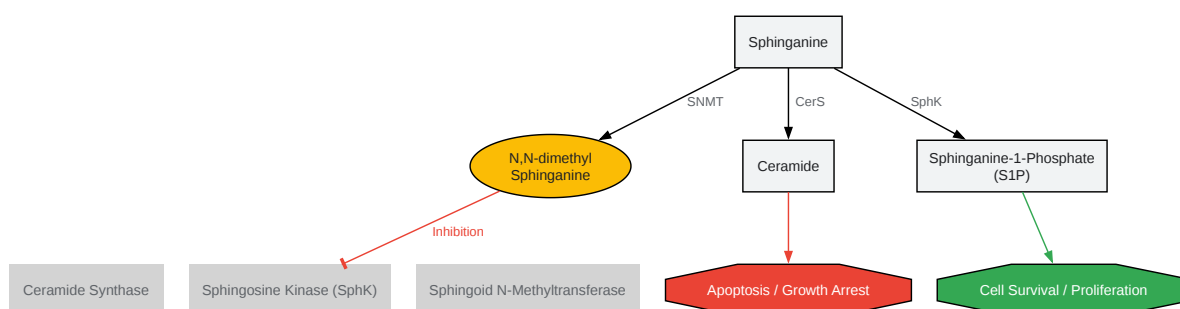 Sphinganine
SNMT
CerS
SphK
N,N-dimethyl
Sphinganine
Ceramide
Sphinganine-1-Phosphate
(S1P)
Inhibition
Ceramide Synthase
Sphingosine Kinase (SphK)
Sphingoid N-Methyltransferase
Apoptosis / Growth Arrest
Cell Survival / Proliferation